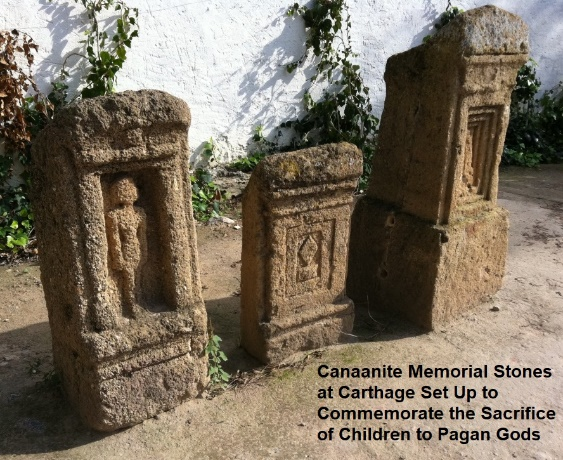 Canaanite Memorial Stones
at Carthage Set Up to
Commemorate the Sacrifice
of Children to Pagan Gods